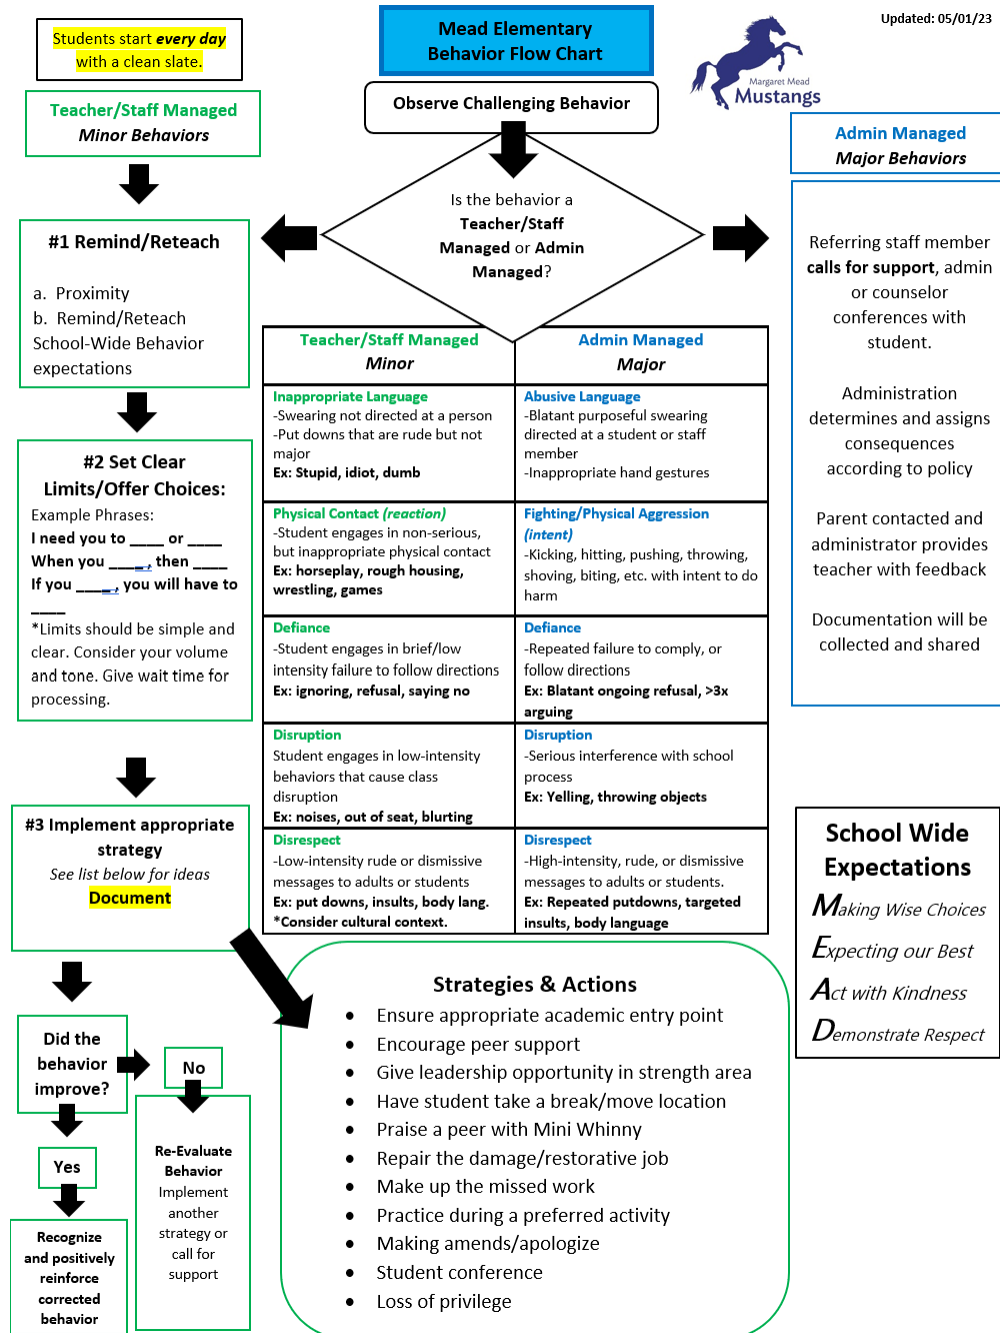 Updated: 05/01/23
Mead Elementary
Behavior Flow Chart
Students start every day
with a clean slate.
Margaret Mead
Mustangs
Observe Challenging Behavior
Teacher/Staff Managed
Minor Behaviors
Admin Managed
Major Behaviors
Is the behavior a
Teacher/Staff
Managed or Admin
Managed?
#1 Remind/Reteach
a. Proximity
b. Remind/Reteach
School-Wide Behavior
expectations
#2 Set Clear
Limits/Offer Choices:
Example Phrases:
I need you to ____ or ____
When you ____, then ____
If you ____, you will have to
____
*Limits should be simple and
clear. Consider your volume
and tone. Give wait time for
processing.
#3 Implement appropriate
strategy
See list below for ideas
Document
Did the
behavior
improve?
No
Yes
Re-Evaluate
Behavior
Implement
another
strategy or
call for
support
Recognize
and positively
reinforce
corrected
behavior
Teacher/Staff Managed
Minor
Admin Managed
Major
Inappropriate Language
-Swearing not directed at a person
-Put downs that are rude but not
major
Ex: Stupid, idiot, dumb
Abusive Language
-Blatant purposeful swearing
directed at a student or staff
member
-Inappropriate hand gestures
Physical Contact (reaction)
-Student engages in non-serious,
but inappropriate physical contact
Ex: horseplay, rough housing,
wrestling, games
Fighting/Physical Aggression
(intent)
-Kicking, hitting, pushing, throwing,
shoving, biting, etc. with intent to do
harm
Defiance
-Student engages in brief/low
intensity failure to follow directions
Ex: ignoring, refusal, saying no
Defiance
-Repeated failure to comply, or
follow directions
Ex: Blatant ongoing refusal, >3x
arguing
Disruption
Student engages in low-intensity
behaviors that cause class
disruption
Ex: noises, out of seat, blurting
Disruption
-Serious interference with school
process
Ex: Yelling, throwing objects
Disrespect
-Low-intensity rude or dismissive
messages to adults or students
Ex: put downs, insults, body lang.
*Consider cultural context.
Disrespect
-High-intensity, rude, or dismissive
messages to adults or students.
Ex: Repeated putdowns, targeted
insults, body language
Strategies & Actions
• Ensure appropriate academic entry point
• Encourage peer support
• Give leadership opportunity in strength area
• Have student take a break/move location
• Praise a peer with Mini Whinny
• Repair the damage/restorative job
• Make up the missed work
• Practice during a preferred activity
• Making amends/apologize
• Student conference
• Loss of privilege
Referring staff member
calls for support, admin
or counselor
conferences with
student.
Administration
determines and assigns
consequences
according to policy
Parent contacted and
administrator provides
teacher with feedback
Documentation will be
collected and shared
School Wide
Expectations
Making Wise Choices
Expecting our Best
Act with Kindness
Demonstrate Respect